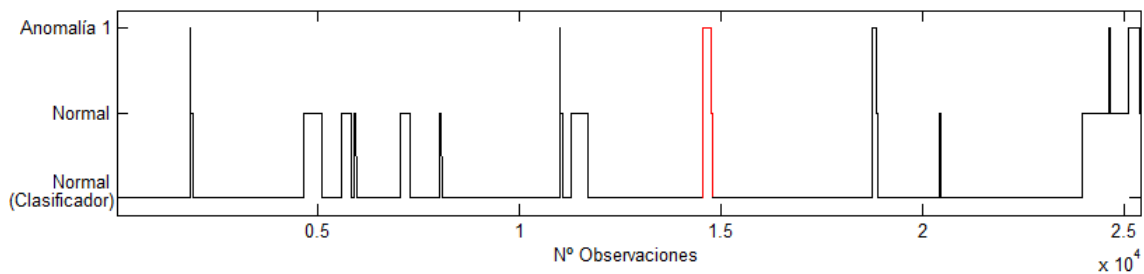 Anomalía 1
Normal
Normal
(Clasificador)
0.5
1
1.5
2
2.5
Nº Observaciones
x 10⁴